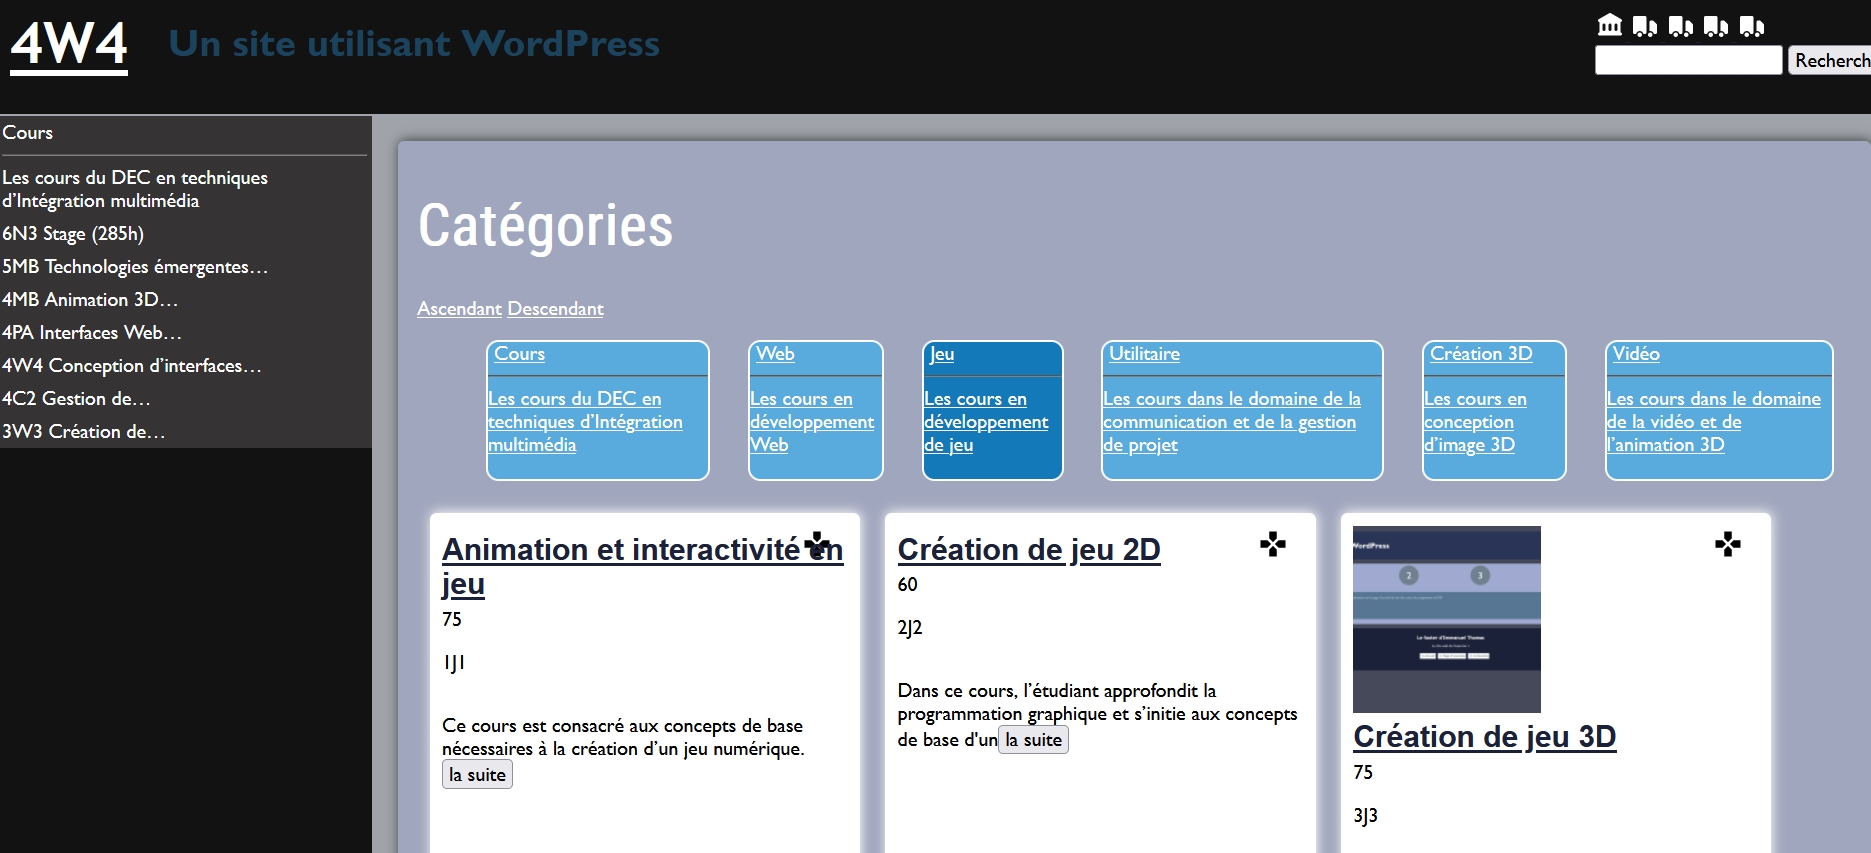 4W4
Un site utilisant WordPress
Recherch
Cours
Les cours du DEC en techniques
d’Intégration multimédia
6N3 Stage (285h)
5MB Technologies émergentes…
4MB Animation 3D…
4PA Interfaces Web…
4W4 Conception d’interfaces…
4C2 Gestion de…
3W3 Création de…
Catégories
Ascendant Descendant
Cours
Les cours du DEC en
techniques d’Intégration
multimédia
Web
Les cours en
développement
Web
Jeu
Les cours en
développement
de jeu
Utilitaire
Les cours dans le domaine de la
communication et de la gestion
de projet
Création 3D
Les cours en
conception
d’image 3D
Vidéo
Les cours dans le domaine
de la vidéo et de
l’animation 3D
Animation et interactivité en
jeu
75
1J1
Ce cours est consacré aux concepts de base
nécessaires à la création d’un jeu numérique.
la suite
Création de jeu 2D
60
2J2
Dans ce cours, l’étudiant approfondit la
programmation graphique et s’initie aux concepts
de base d'un la suite
WordPress
2 3
Le footer d'Emmanuel Thomas
Création de jeu 3D
75
3J3